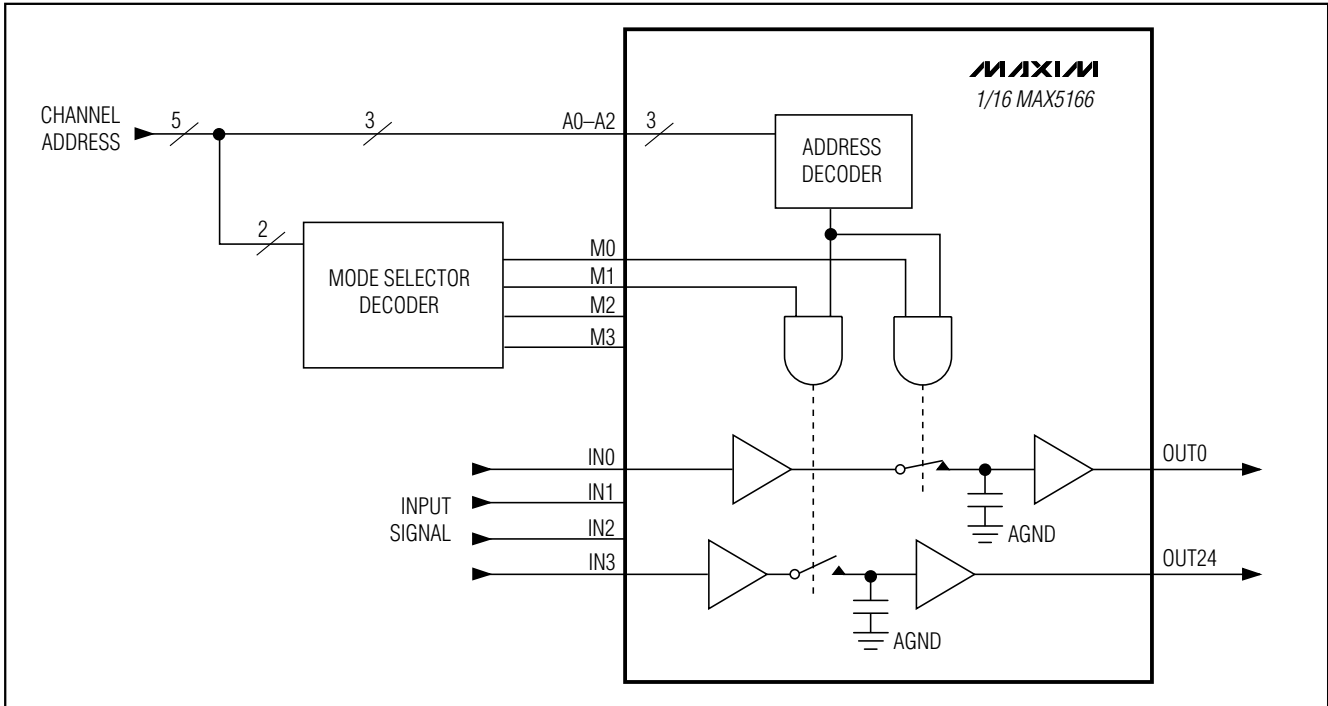 MAXIM
1/16 MAX5166
CHANNEL
ADDRESS
5
3
A0–A2
3
ADDRESS
DECODER
2
MODE SELECTOR
DECODER
M0
M1
M2
M3
INPUT
SIGNAL
IN0
IN1
IN2
IN3
AGND
OUT0
AGND
OUT24